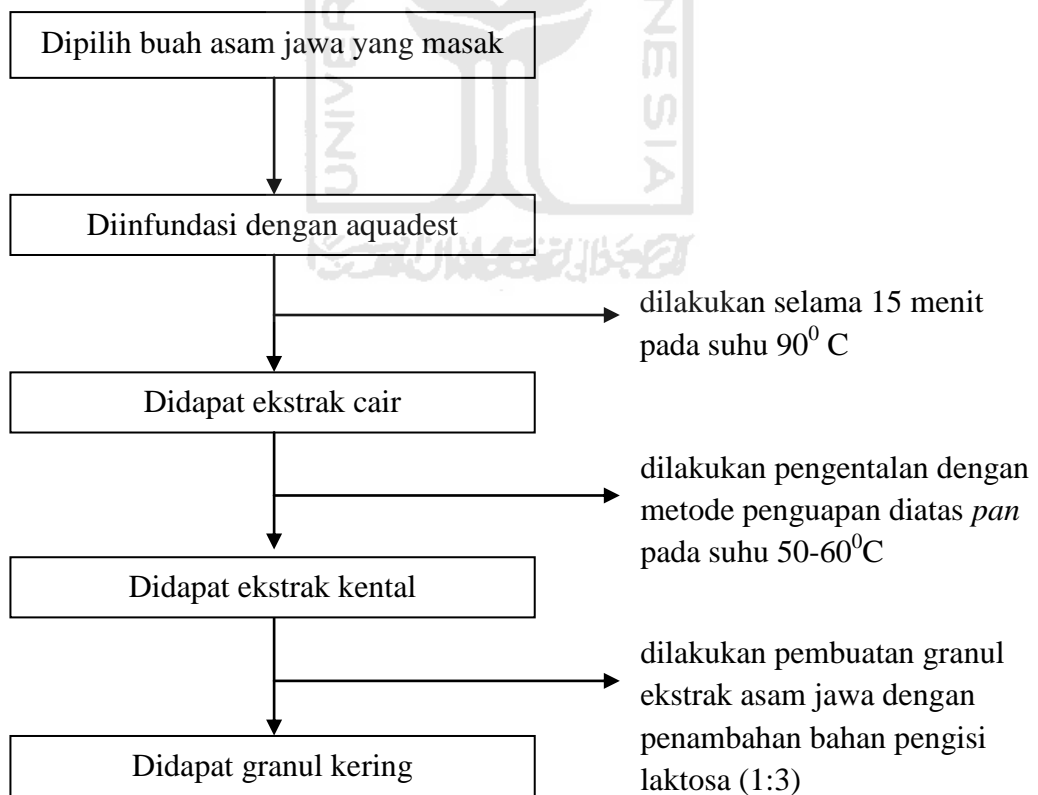 Dipilih buah asam jawa yang masak
Diinfundasi dengan aquadest
dilakukan selama 15 menit
pada suhu 90⁰ C
Didapat ekstrak cair
dilakukan pengentalan dengan
metode penguapan diatas pan
pada suhu 50-60⁰C
Didapat ekstrak kental
dilakukan pembuatan granul
ekstrak asam jawa dengan
penambahan bahan pengisi
laktosa (1:3)
Didapat granul kering